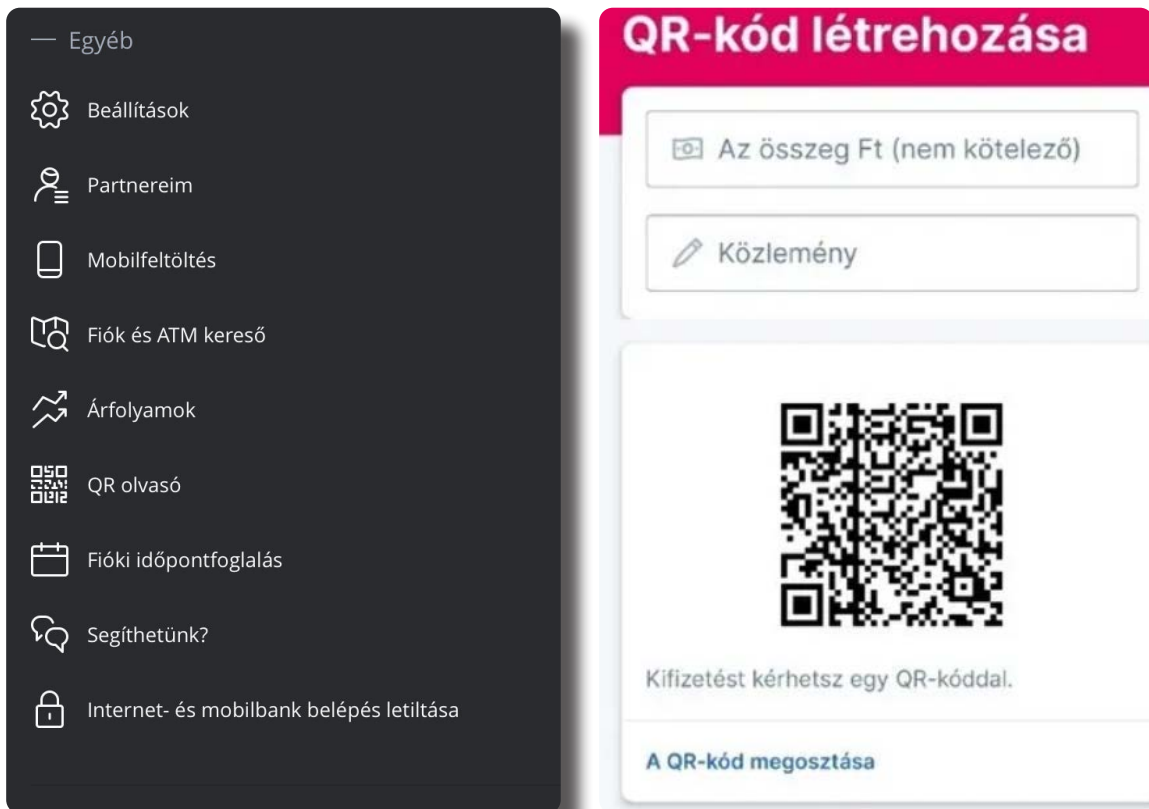 Egyéb
Beállítások
Partnereim
Mobilfeltöltés
Fiók és ATM kereső
Árfolyamok
QR olvasó
Fióki időpontfoglalás
Segíthetünk?
Internet- és mobilbank belépés letiltása
QR-kód létrehozása
Az összeg Ft (nem kötelező)
Közlemény
Kifizetést kérhetsz egy QR-kóddal.
A QR-kód megosztása